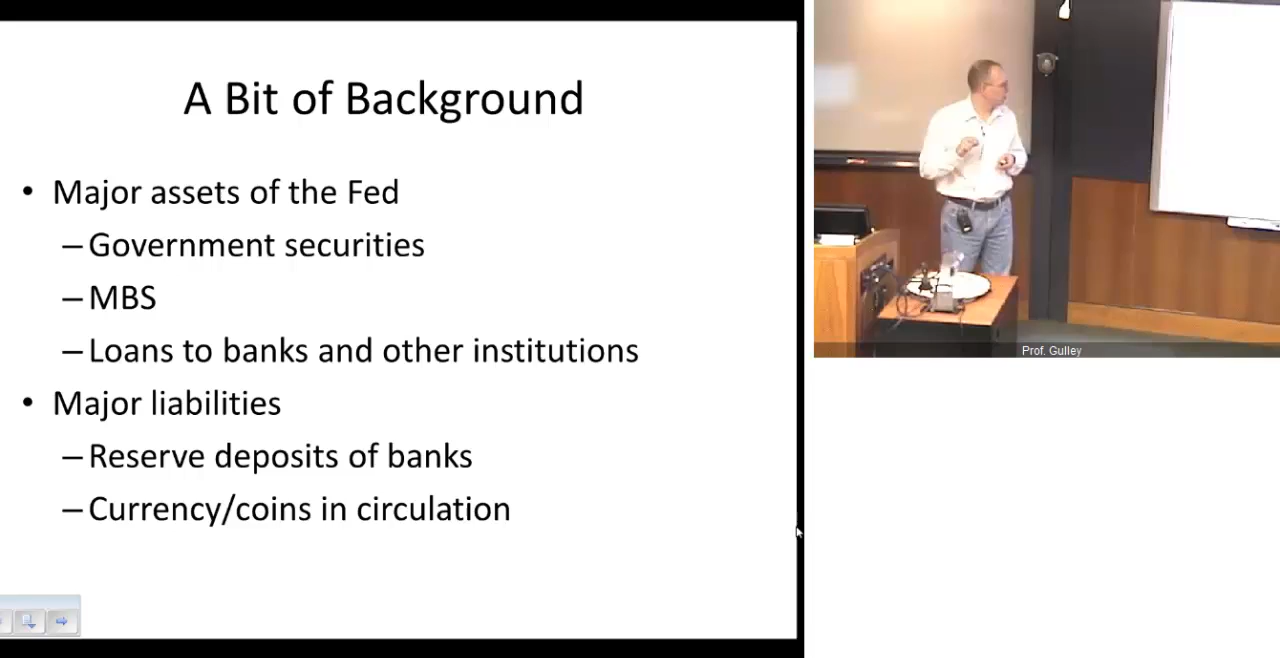 A Bit of Background
• Major assets of the Fed
– Government securities
– MBS
– Loans to banks and other institutions
• Major liabilities
– Reserve deposits of banks
– Currency/coins in circulation
Prof. Gulley